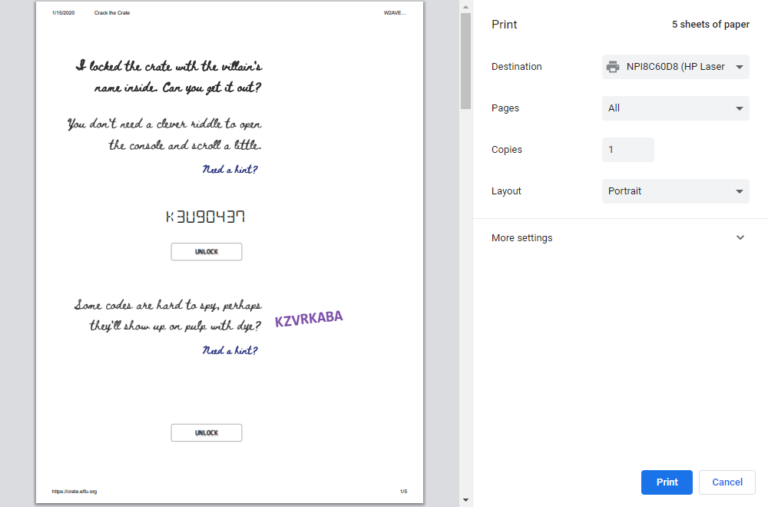 1/15/2020 Crack the Crate W2AVE...
I locked the crate with the villain's
name inside. Can you get it out?
You don't need a clever riddle to open
the console and scroll a little.
Need a hint?
K3U90437
UNLOCK
Some codes are hard to spy, perhaps
they'll show up on pulp with dye?
KZVRKABA
Need a hint?
UNLOCK
https://crate.elfu.org 1/5
Print 5 sheets of paper
Destination NPI8C60D8 (HP Laser
Pages All
Copies 1
Layout Portrait
More settings
Print Cancel